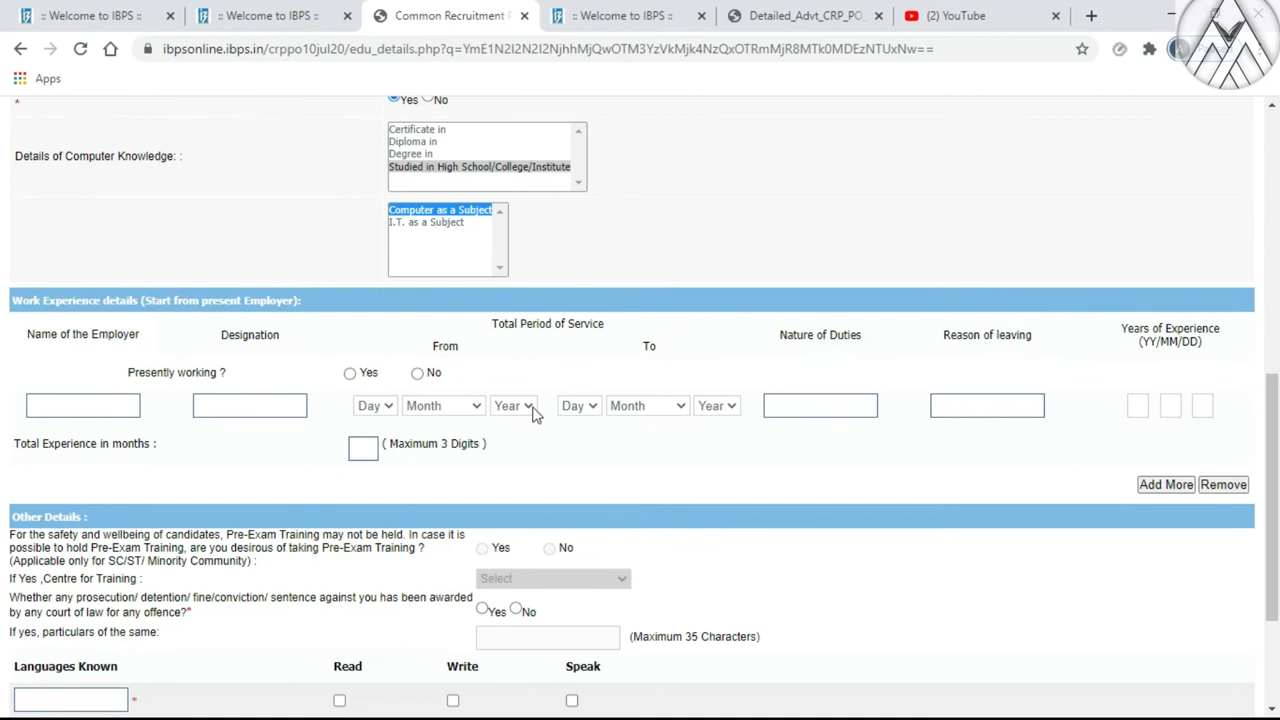 :: Welcome to IBPS ::
:: Welcome to IBPS ::
Common Recruitment P
:: Welcome to IBPS ::
Detailed_Advt_CRP_PO_
(2) YouTube
ibpsonline.ibps.in/crppo10jul20/edu_details.php?q=YmE1N2I2N2I2NjhhMjQwOTM3YzVkMjk4NzQxOTRmMjR8MTk0MDEzNTUxNw==
Apps
* Yes No
Certificate in
Diploma in
Degree in
Studied in High School/College/Institute
Details of Computer Knowledge: :
Computer as a Subject
I.T. as a Subject
Work Experience details (Start from present Employer):
Name of the Employer Designation Total Period of Service Nature of Duties Reason of leaving Years of Experience
(YY/MM/DD)
From To
Presently working ? Yes No
Day Month Year Day Month Year
Total Experience in months : ( Maximum 3 Digits )
Add More Remove
Other Details :
For the safety and wellbeing of candidates, Pre-Exam Training may not be held. In case it is
possible to hold Pre-Exam Training, are you desirous of taking Pre-Exam Training ? Yes No
(Applicable only for SC/ST/ Minority Community) :
If Yes ,Centre for Training : Select
Whether any prosecution/ detention/ fine/conviction/ sentence against you has been awarded
by any court of law for any offence?* Yes No
If yes, particulars of the same: (Maximum 35 Characters)
Languages Known Read Write Speak
*